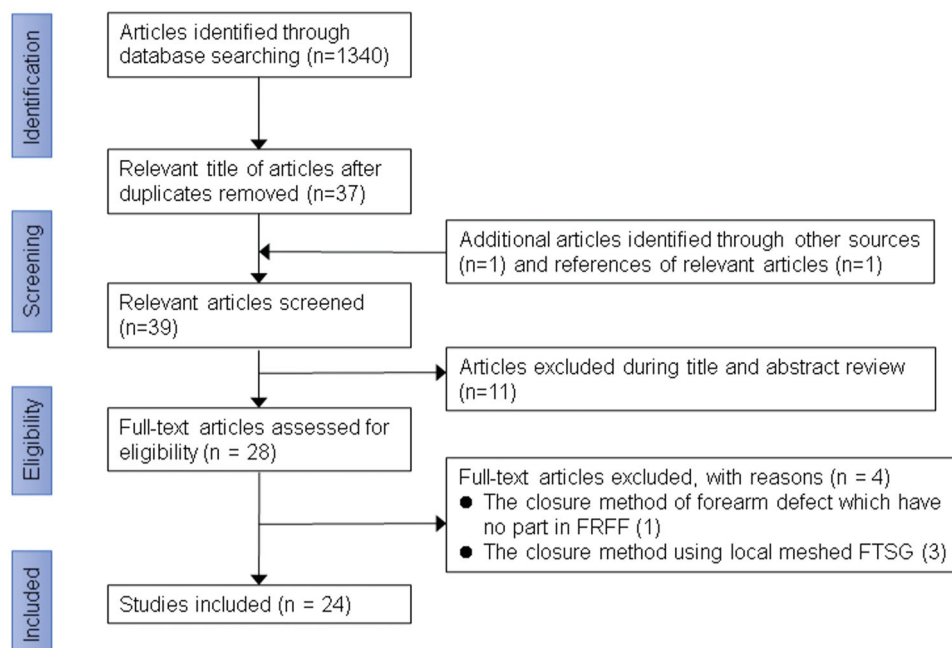 Identification
Articles identified through
database searching (n=1340)
Relevant title of articles after
duplicates removed (n=37)
Screening
Additional articles identified through other sources
(n=1) and references of relevant articles (n=1)
Relevant articles screened
(n=39)
Articles excluded during title and abstract review
(n=11)
Eligibility
Full-text articles assessed for
eligibility (n = 28)
Full-text articles excluded, with reasons (n = 4)
● The closure method of forearm defect which have
no part in FRFF (1)
● The closure method using local meshed FTSG (3)
Included
Studies included (n = 24)